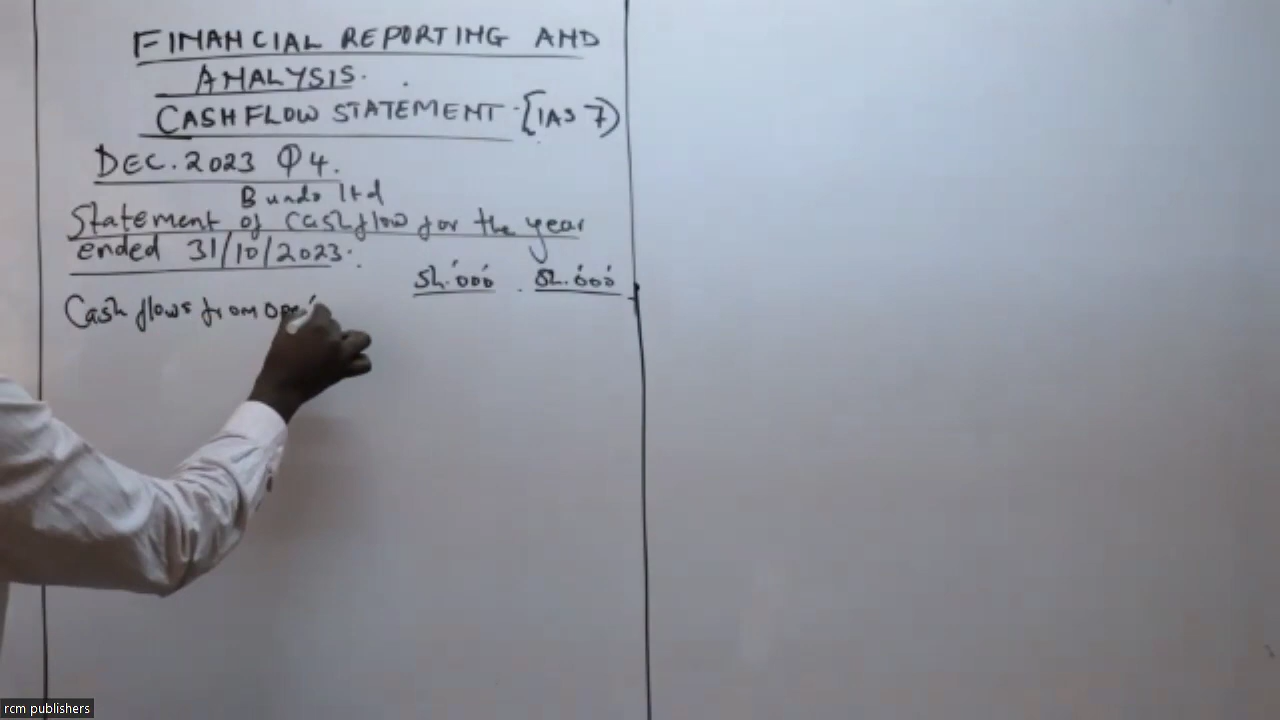 FINANCIAL REPORTING AND
ANALYSIS.
CASHFLOW STATEMENT - [IAS 7)
DEC. 2023 Q4.
Bundo ltd
Statement of cashflow for the year
ended 31/10/2023.
Sh.'000' Sh.'000'
Cash flows from ope
rcm publishers